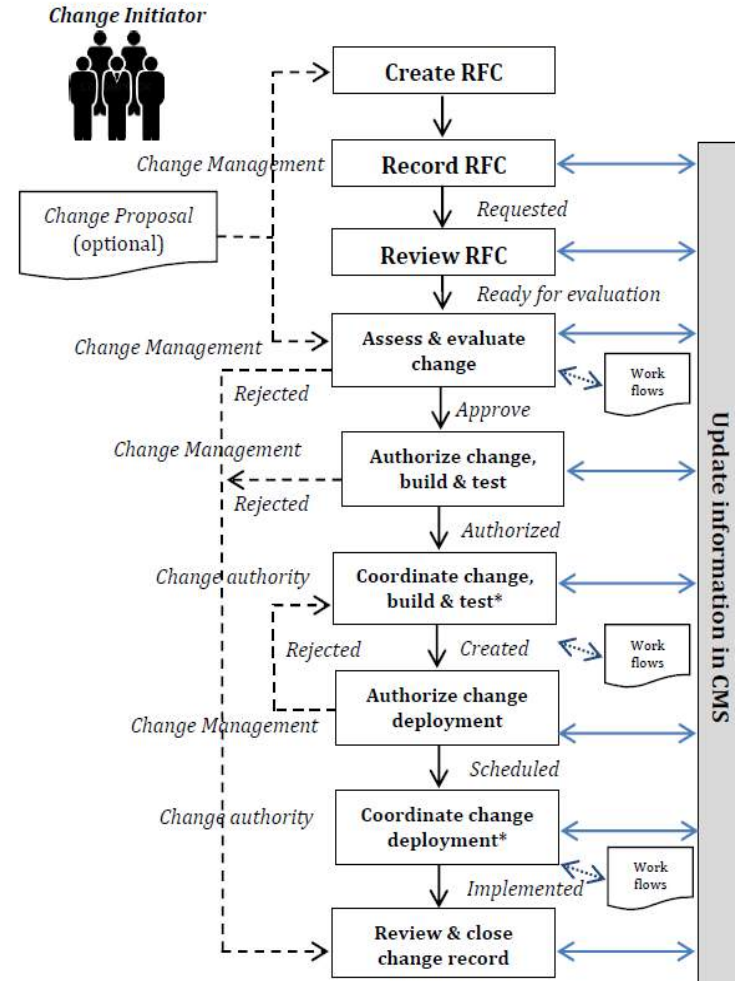 Change Initiator
Create RFC
Change Management
Record RFC
Change Proposal
(optional)
Requested
Review RFC
Ready for evaluation
Change Management
Assess & evaluate
change
Rejected
Work
flows
Approve
Change Management
Authorize change,
build & test
Rejected
Authorized
Change authority
Coordinate change,
build & test*
Rejected
Created
Work
flows
Change Management
Authorize change
deployment
Scheduled
Change authority
Coordinate change
deployment*
Implemented
Work
flows
Review & close
change record
Update information in CMS